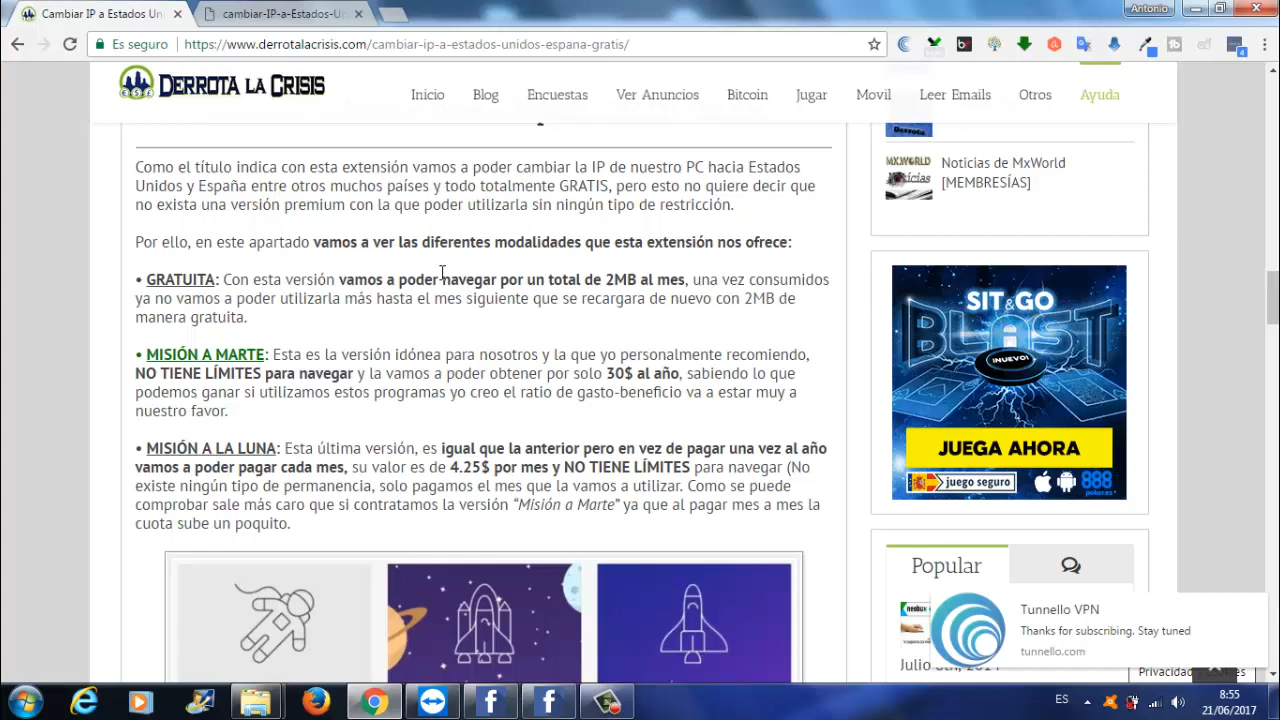 Cambiar IP a Estados Uni
cambiar-IP-a-Estados-Un
Antonio
Es seguro
https://www.derrotalacrisis.com/cambiar-ip-a-estados-unidos-espana-gratis/
DERROTA LA CRISIS
Inicio
Blog
Encuestas
Ver Anuncios
Bitcoin
Jugar
Movil
Leer Emails
Otros
Ayuda
Como el título indica con esta extensión vamos a poder cambiar la IP de nuestro PC hacia Estados
Unidos y España entre otros muchos países y todo totalmente GRATIS, pero esto no quiere decir que
no exista una versión premium con la que poder utilizarla sin ningún tipo de restricción.
Por ello, en este apartado vamos a ver las diferentes modalidades que esta extensión nos ofrece:
• GRATUITA: Con esta versión vamos a poder navegar por un total de 2MB al mes, una vez consumidos
ya no vamos a poder utilizarla más hasta el mes siguiente que se recargara de nuevo con 2MB de
manera gratuita.
• MISIÓN A MARTE: Esta es la versión idónea para nosotros y la que yo personalmente recomiendo,
NO TIENE LÍMITES para navegar y la vamos a poder obtener por solo 30$ al año, sabiendo lo que
podemos ganar si utilizamos estos programas yo creo el ratio de gasto-beneficio va a estar muy a
nuestro favor.
• MISIÓN A LA LUNA: Esta última versión, es igual que la anterior pero en vez de pagar una vez al año
vamos a poder pagar cada mes, su valor es de 4.25$ por mes y NO TIENE LÍMITES para navegar (No
existe ningún tipo de permanencia, solo pagamos el mes que la vamos a utilizar. Como se puede
comprobar sale más caro que si contratamos la versión “Misión a Marte” ya que al pagar mes a mes la
cuota sube un poquito.
Noticias de MxWorld
[MEMBRESÍAS]
SIT&GO
BLAST
¡NUEVO!
JUEGA AHORA
juego seguro
888
poker.es
Popular
Tunnello VPN
Thanks for subscribing. Stay tuned
tunnello.com
Privacidad y Cookies
ES
8:55
21/06/2017